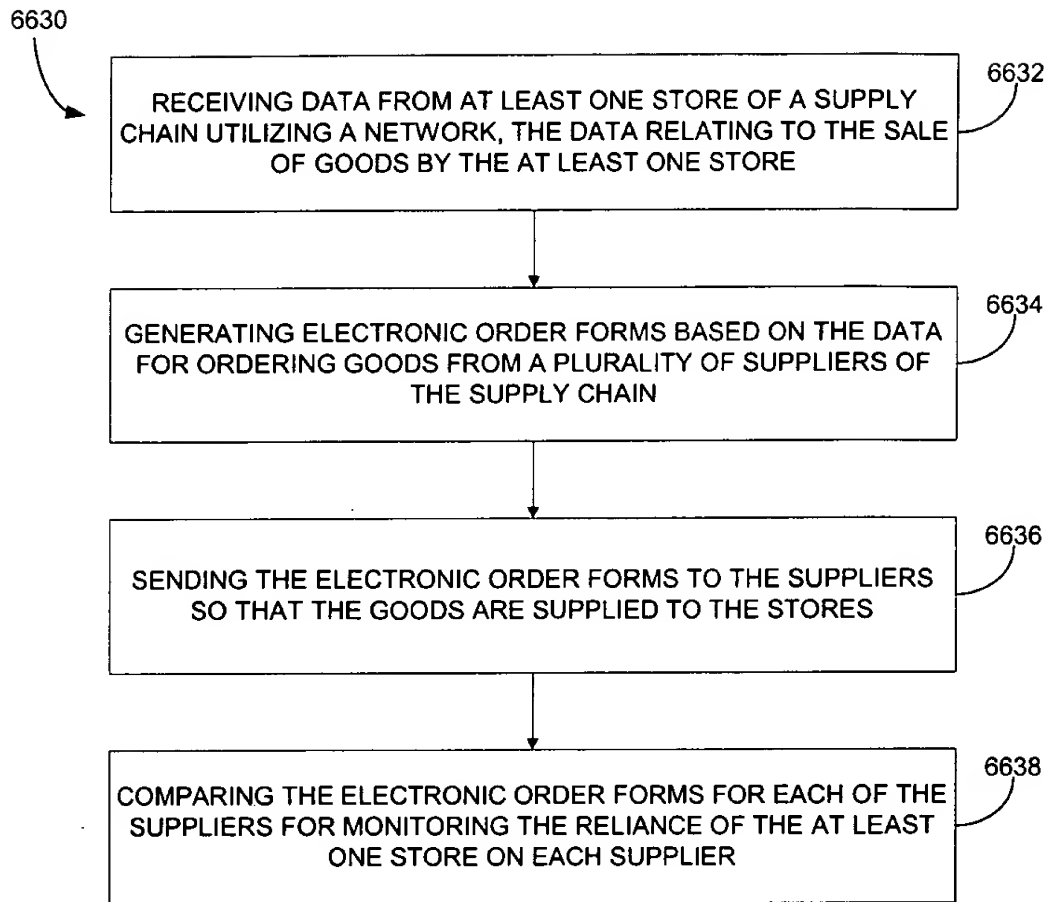 6630
6632
RECEIVING DATA FROM AT LEAST ONE STORE OF A SUPPLY
CHAIN UTILIZING A NETWORK, THE DATA RELATING TO THE SALE
OF GOODS BY THE AT LEAST ONE STORE
6634
GENERATING ELECTRONIC ORDER FORMS BASED ON THE DATA
FOR ORDERING GOODS FROM A PLURALITY OF SUPPLIERS OF
THE SUPPLY CHAIN
6636
SENDING THE ELECTRONIC ORDER FORMS TO THE SUPPLIERS
SO THAT THE GOODS ARE SUPPLIED TO THE STORES
6638
COMPARING THE ELECTRONIC ORDER FORMS FOR EACH OF THE
SUPPLIERS FOR MONITORING THE RELIANCE OF THE AT LEAST
ONE STORE ON EACH SUPPLIER